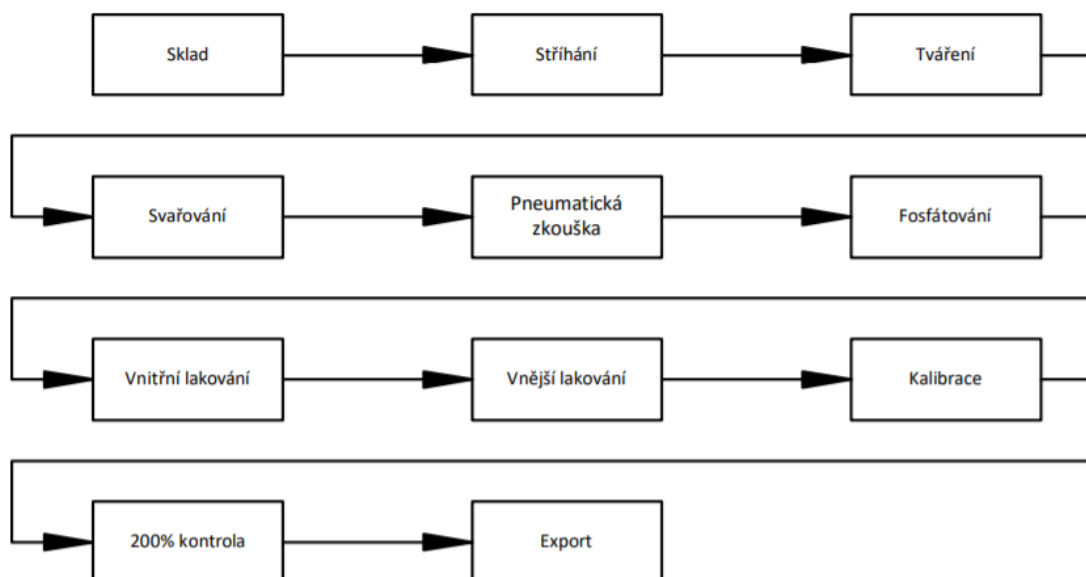 Sklad
Stříhání
Tváření
Svařování
Pneumatická
zkouška
Fosfátování
Vnitřní lakování
Vnější lakování
Kalibrace
200% kontrola
Export